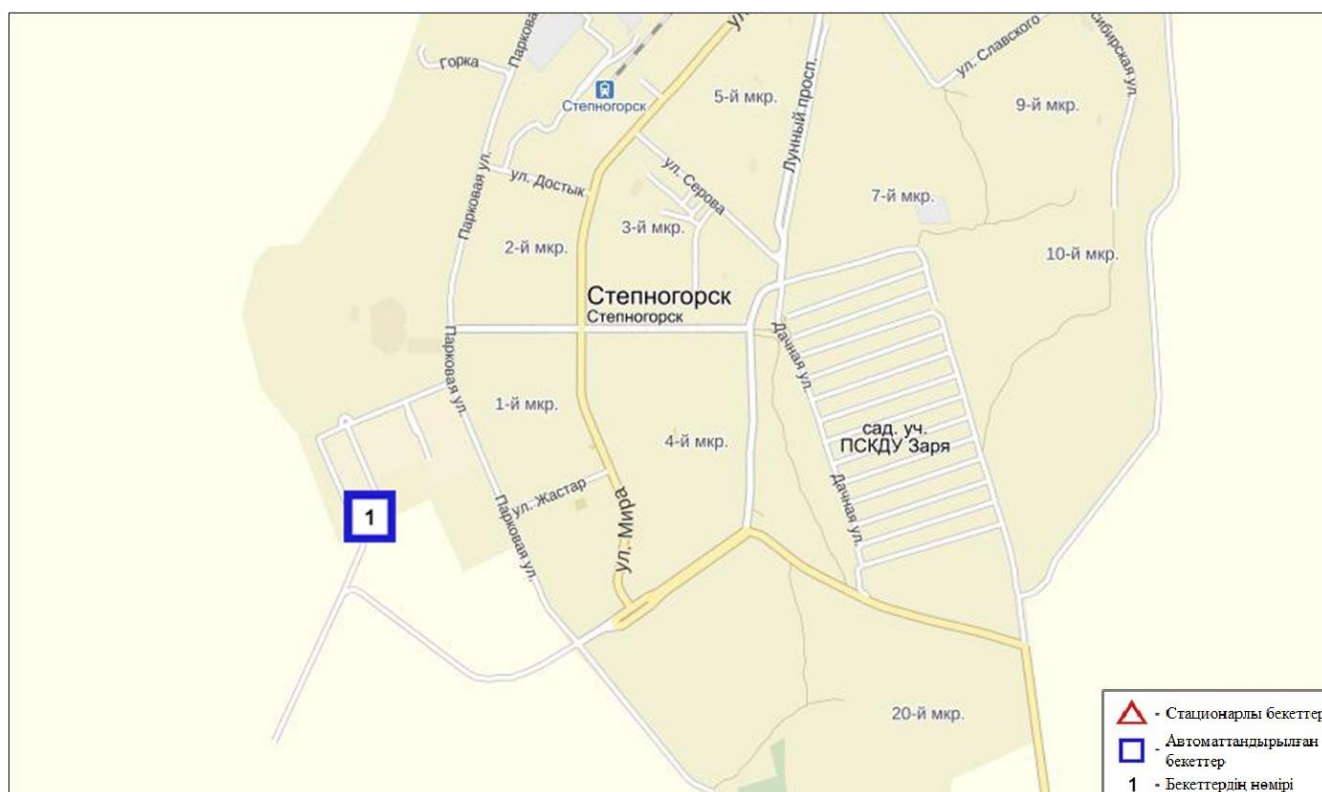 Паркова
ул.
сибирская ул.
ул. Славского
Горка
Степногорск
5-й мкр.
9-й мкр.
Лунный просп.
Парковая ул.
ул. Достык
ул. Серова
7-й мкр.
3-й мкр.
2-й мкр.
10-й мкр.
Степногорск
Степногорск
Парковая ул.
Дачная ул.
1-й мкр.
4-й мкр.
сад. уч.
ПСКДУ Заря
ул. Жастар
1
Парковая ул.
ул. Мира
Дачная ул.
20-й мкр.
- Стационарлы бекеттер
- Автоматтандырылған
бекеттер
1 - Бекеттердің нөмірі